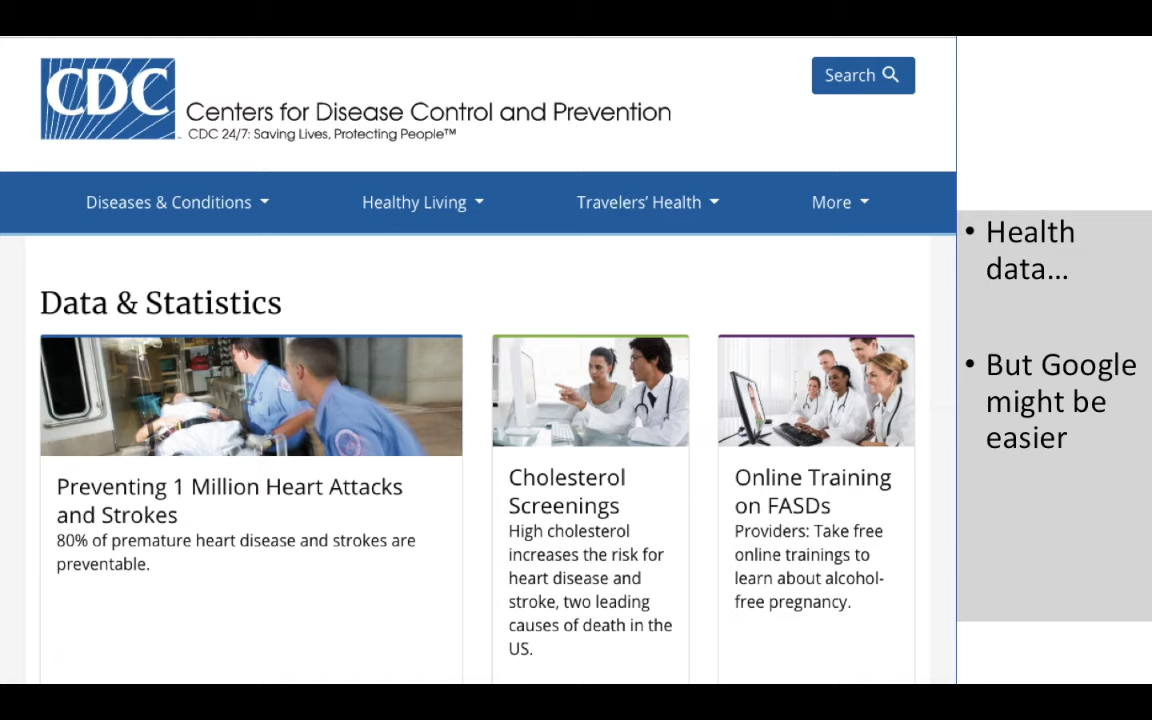 CDC
Centers for Disease Control and Prevention
CDC 24/7: Saving Lives, Protecting People™
Search
Diseases & Conditions
Healthy Living
Travelers' Health
More
Data & Statistics
Preventing 1 Million Heart Attacks
and Strokes
80% of premature heart disease and strokes are
preventable.
Cholesterol
Screenings
High cholesterol
increases the risk for
heart disease and
stroke, two leading
causes of death in the
US.
Online Training
on FASDs
Providers: Take free
online trainings to
learn about alcohol-
free pregnancy.
• Health
data...
• But Google
might be
easier